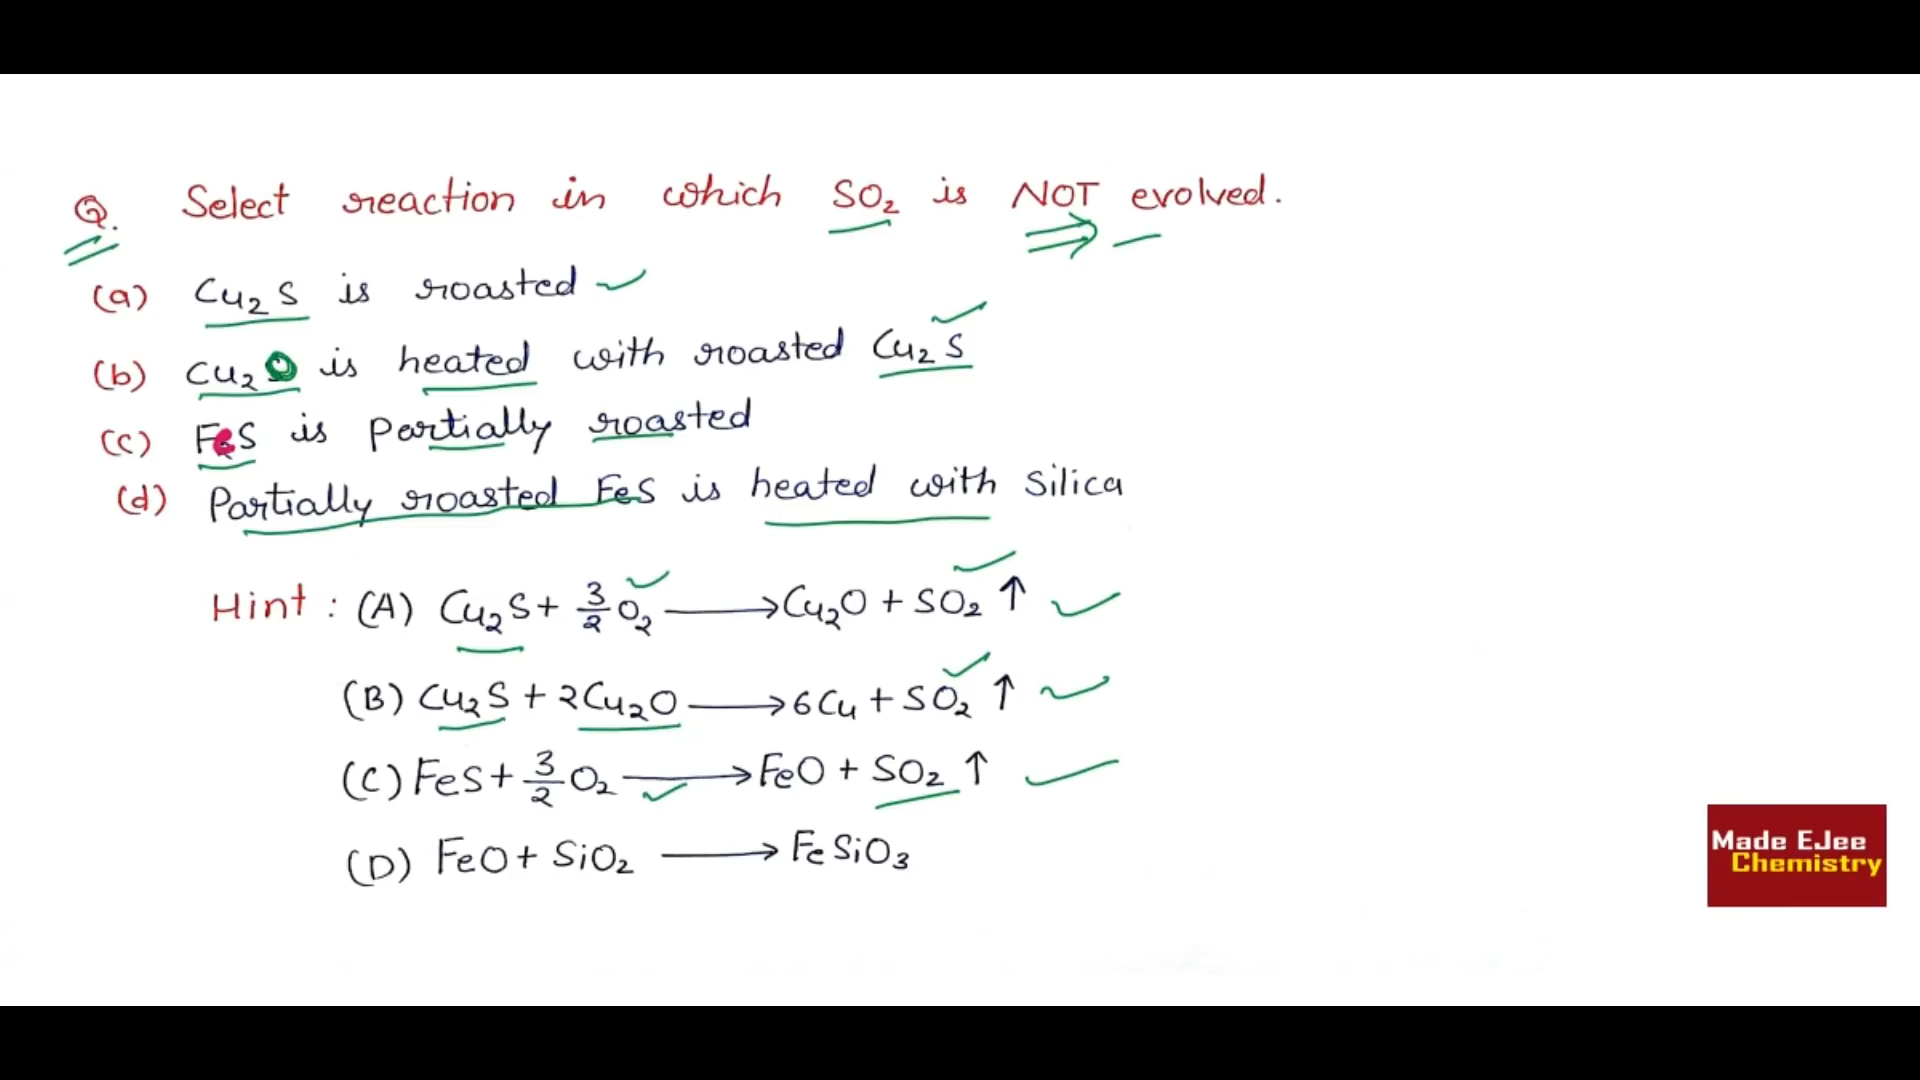 Q. Select reaction in which SO₂ is NOT evolved.
(a) Cu₂S is roasted
(b) Cu₂O is heated with roasted Cu₂S
(c) FeS is Partially roasted
(d) Partially roasted FeS is heated with Silica
Hint : (A) Cu₂S + 3/2 O₂ ⟶ Cu₂O + SO₂ ↑
(B) Cu₂S + 2Cu₂O ⟶ 6Cu + SO₂ ↑
(C) FeS + 3/2 O₂ ⟶ FeO + SO₂ ↑
(D) FeO + SiO₂ ⟶ FeSiO₃
Made EJee
Chemistry